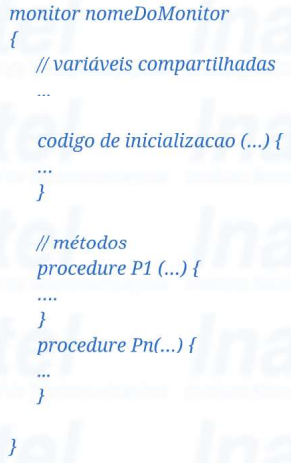 monitor nomeDoMonitor
{
// variáveis compartilhadas
...
codigo de inicializacao (...) {
...
}
// métodos
procedure P1 (...) {
....
}
procedure Pn(...) {
...
}
}